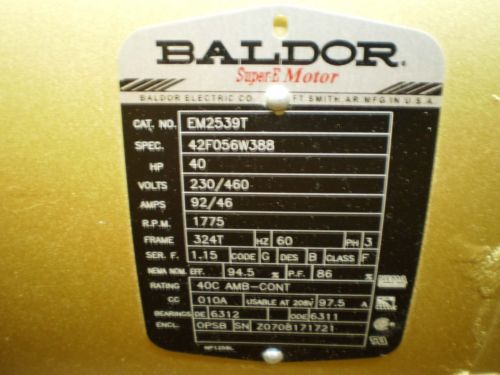 BALDOR®
Super-E Motor
BALDOR ELECTRIC CO. FT. SMITH, AR. MFG. IN U.S.A.
CAT. NO. EM2539T
SPEC. 42F056W388
HP 40
VOLTS 230/460
AMPS 92/46
R.P.M. 1775
FRAME 324T HZ 60 PH 3
SER. F. 1.15 CODE G DES B CLASS F
NEMA NOM. EFF. 94.5 % P.F. 86 %
RATING 40C AMB-CONT
CC 010A USABLE AT 208V 97.5 A
BEARINGS DE 6312 ODE 6311
ENCL. OPSB SN Z0708171721
NP1259L